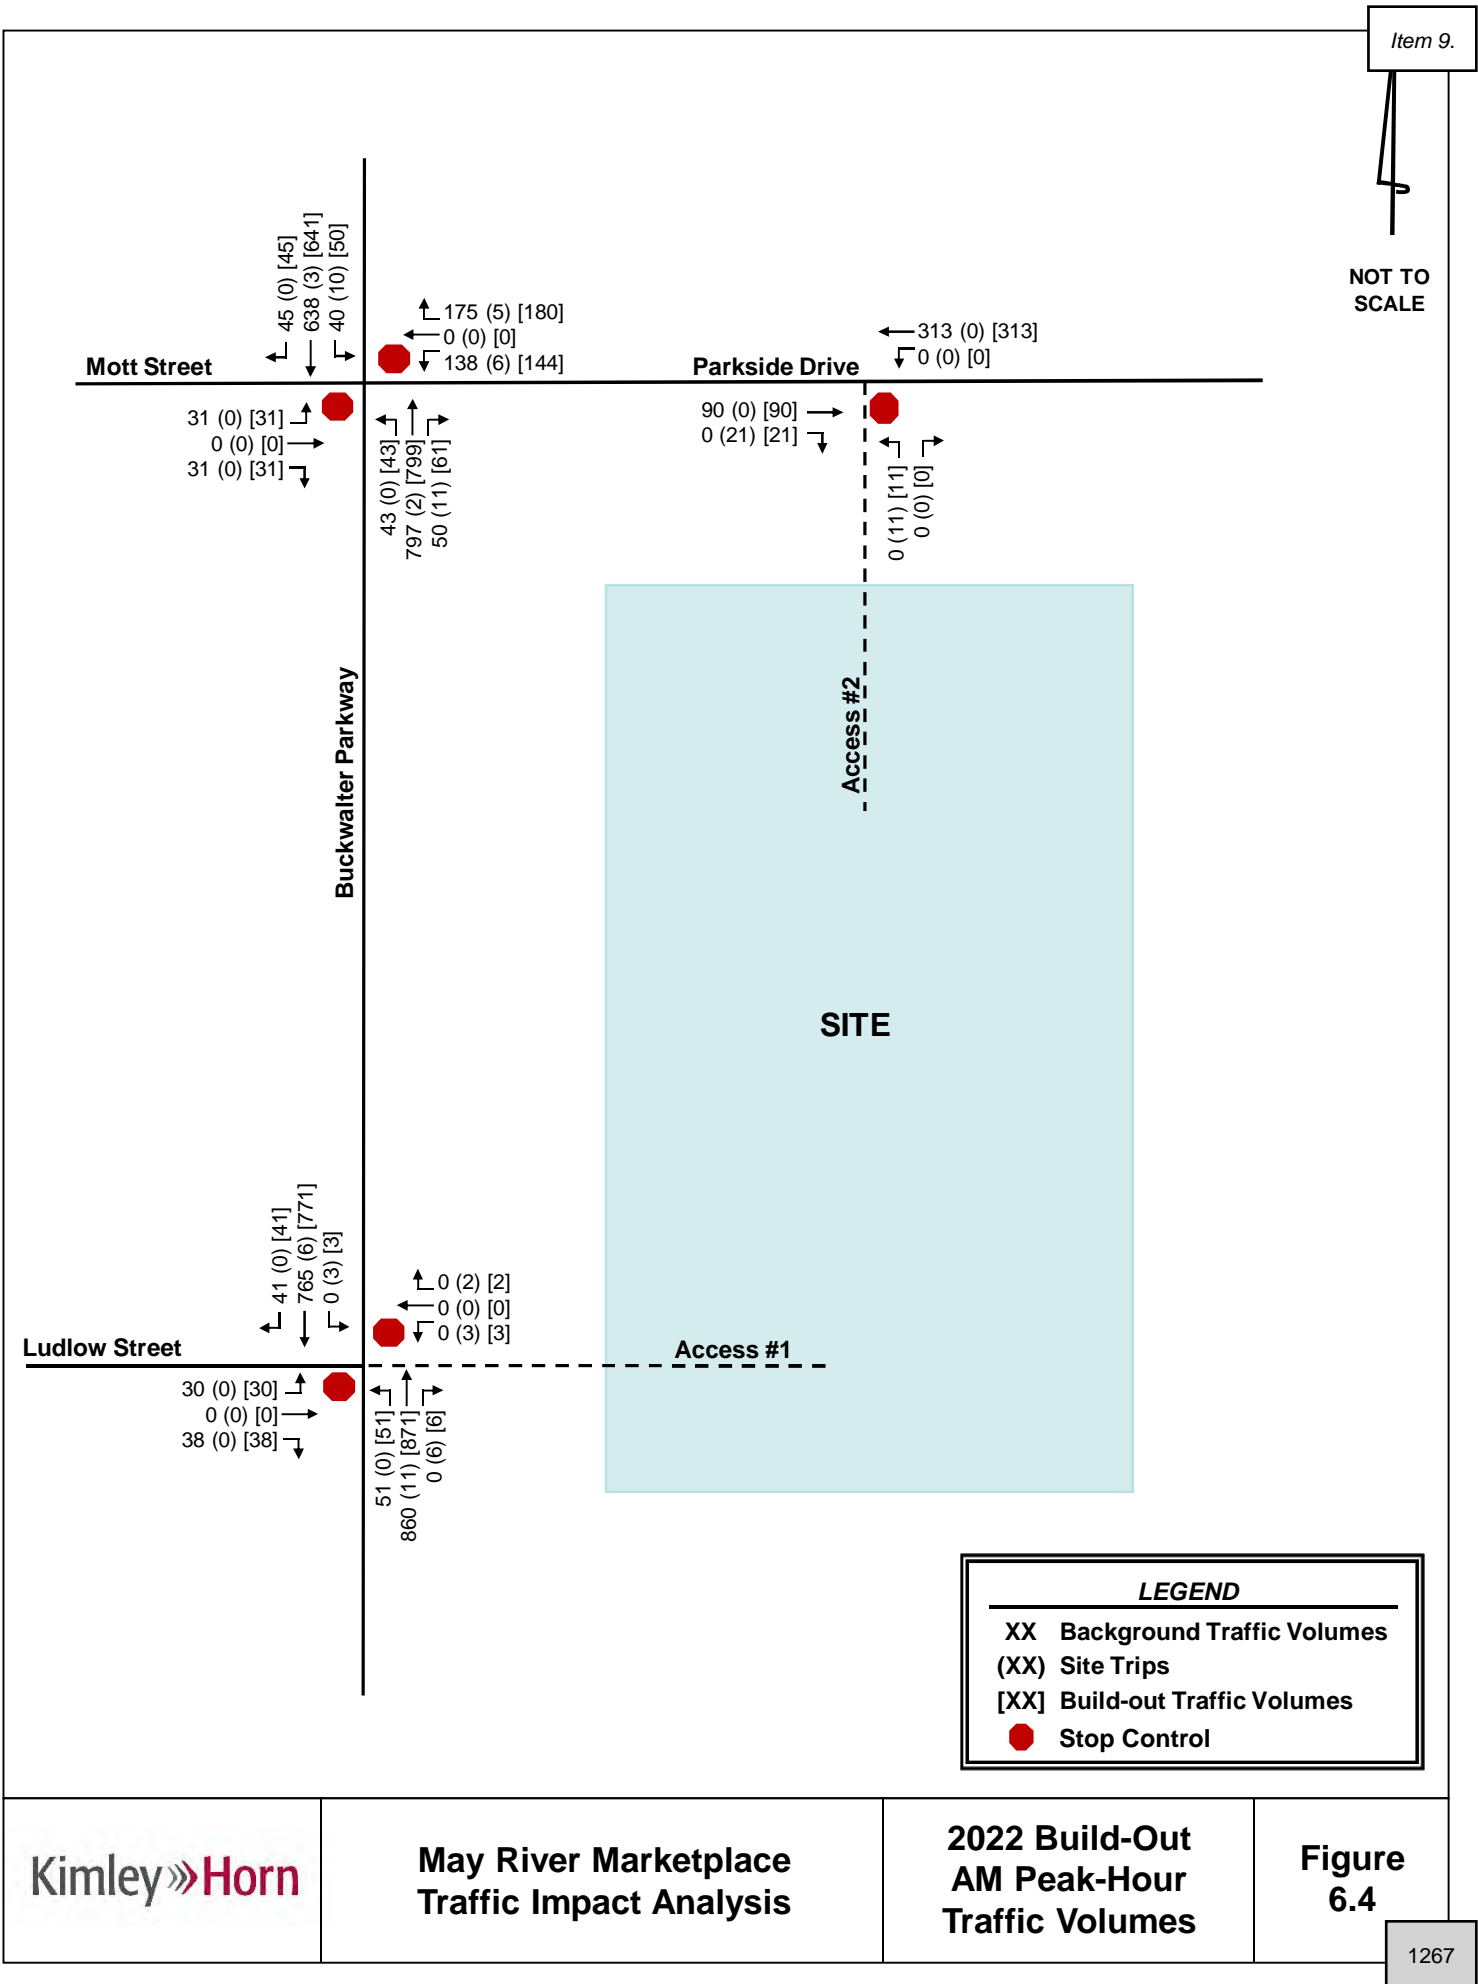 Item 9.
NOT TO
SCALE
45 (0) [45]
638 (3) [641]
40 (10) [50]
175 (5) [180]
0 (0) [0]
138 (6) [144]
313 (0) [313]
0 (0) [0]
Mott Street
Parkside Drive
31 (0) [31]
0 (0) [0]
31 (0) [31]
43 (0) [43]
797 (2) [799]
50 (11) [61]
90 (0) [90]
0 (21) [21]
0 (11) [11]
0 (0) [0]
Buckwalter Parkway
Access #2
SITE
41 (0) [41]
765 (6) [771]
0 (3) [3]
0 (2) [2]
0 (0) [0]
0 (3) [3]
Ludlow Street
Access #1
30 (0) [30]
0 (0) [0]
38 (0) [38]
51 (0) [51]
860 (11) [871]
0 (6) [6]
LEGEND
XX Background Traffic Volumes
(XX) Site Trips
[XX] Build-out Traffic Volumes
Stop Control
Kimley»Horn
May River Marketplace
Traffic Impact Analysis
2022 Build-Out
AM Peak-Hour
Traffic Volumes
Figure
6.4
1267